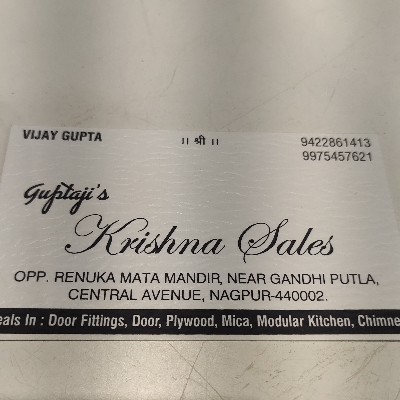 VIJAY GUPTA
।। श्री ।।
9422861413
9975457621
Guptaji's
Krishna Sales
OPP. RENUKA MATA MANDIR, NEAR GANDHI PUTLA,
CENTRAL AVENUE, NAGPUR-440002.
eals In : Door Fittings, Door, Plywood, Mica, Modular Kitchen, Chimne